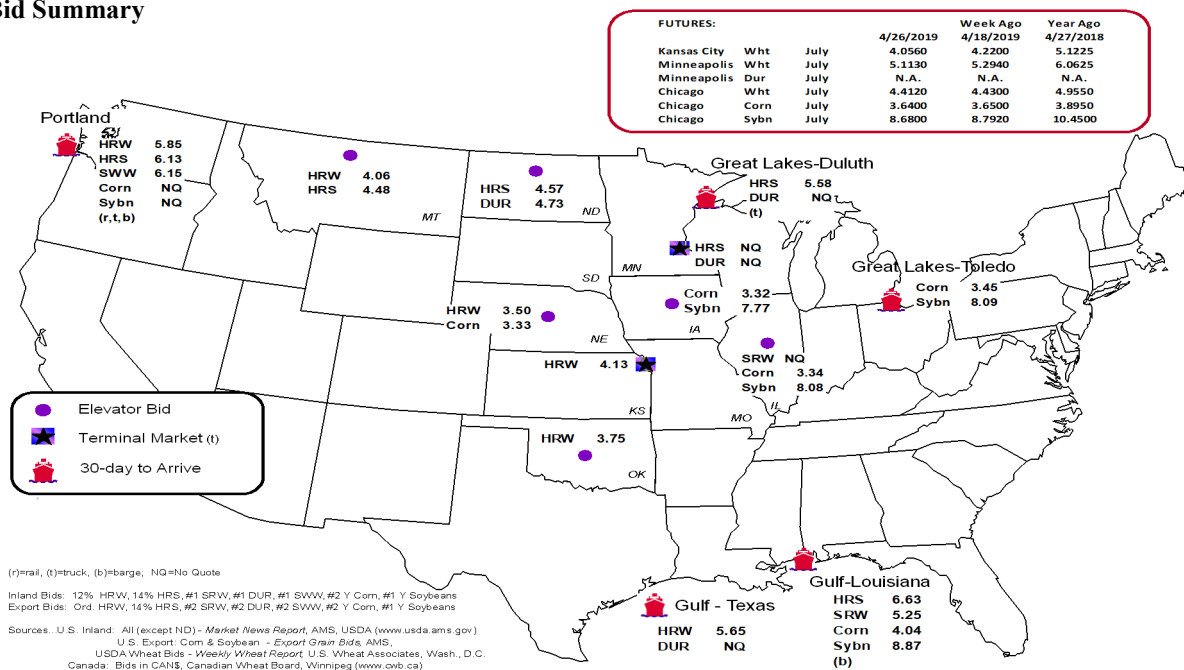 Bid Summary
FUTURES: Week Ago Year Ago
4/26/2019 4/18/2019 4/27/2018
Kansas City Wht July 4.0560 4.2200 5.1225
Minneapolis Wht July 5.1130 5.2940 6.0625
Minneapolis Dur July N.A. N.A. N.A.
Chicago Wht July 4.4120 4.4300 4.9550
Chicago Corn July 3.6400 3.6500 3.8950
Chicago Sybn July 8.6800 8.7920 10.4500
Portland
HRW 5.85
HRS 6.13
SWW 6.15
Corn NQ
Sybn NQ
(r,t,b)
HRW 4.06
HRS 4.48
MT
HRS 4.57
DUR 4.73
ND
Great Lakes-Duluth
HRS 5.58
DUR NQ
(t)
HRS NQ
DUR NQ
MN
SD
Great Lakes-Toledo
Corn 3.45
Sybn 8.09
Corn 3.32
Sybn 7.77
IA
HRW 3.50
Corn 3.33
NE
SRW NQ
Corn 3.34
Sybn 8.08
IL
HRW 4.13
KS
MO
HRW 3.75
OK
Elevator Bid
Terminal Market (t)
30-day to Arrive
Gulf-Louisiana
HRS 6.63
SRW 5.25
Corn 4.04
Sybn 8.87
(b)
Gulf - Texas
HRW 5.65
DUR NQ
(r)=rail, (t)=truck, (b)=barge; NQ=No Quote
Inland Bids: 12% HRW, 14% HRS, #1 SRW, #1 DUR, #1 SWW, #2 Y Corn, #1 Y Soybeans
Export Bids: Ord. HRW, 14% HRS, #2 SRW, #2 DUR, #2 SWW, #2 Y Corn, #1 Y Soybeans
Sources...U.S. Inland: All (except ND) - Market News Report, AMS, USDA (www.usda.ams.gov)
U.S. Export: Corn & Soybean - Export Grain Bids, AMS,
USDA Wheat Bids - Weekly Wheat Report, U.S. Wheat Associates, Wash., D.C.
Canada: Bids in CAN$, Canadian Wheat Board, Winnipeg (www.cwb.ca)